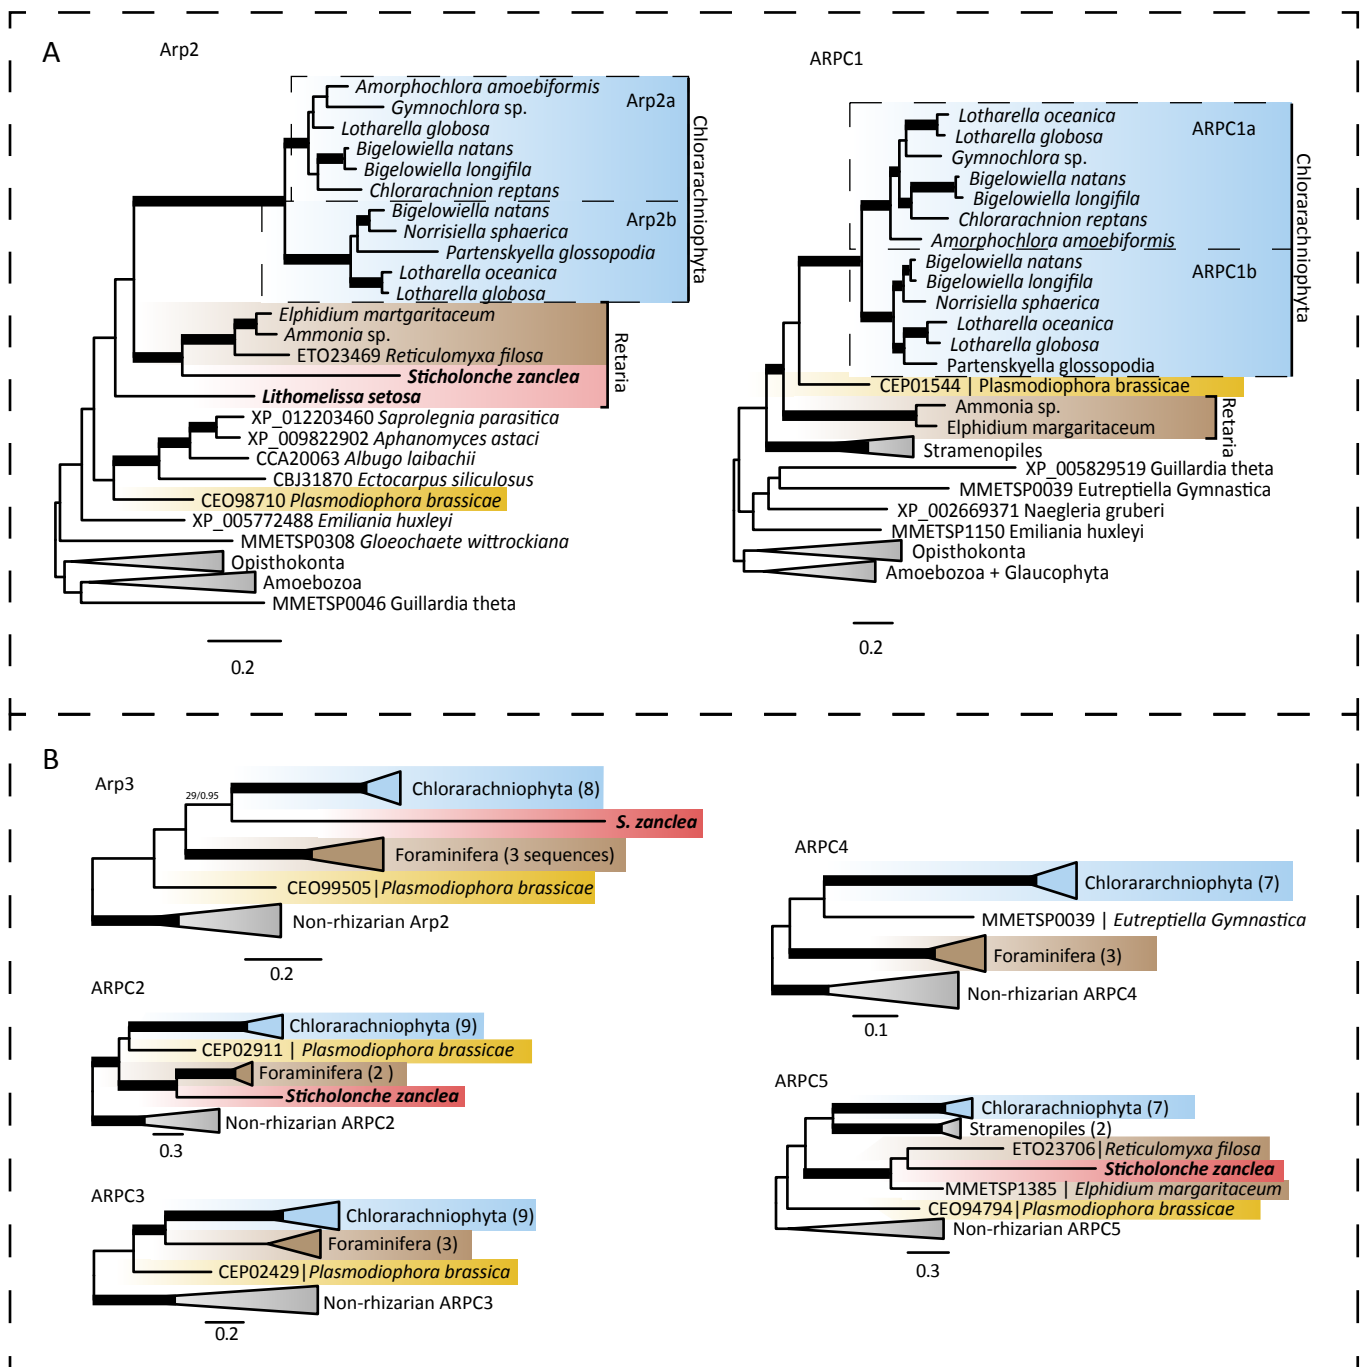 A
Arp2
Amorphochlora amoebiformis
Gymnochlora sp.
Lotharella globosa
Bigelowiella natans
Bigelowiella longifila
Chlorarachnion reptans
Arp2a
Bigelowiella natans
Norrisiella sphaerica
Partenskyella glossopodia
Lotharella oceanica
Lotharella globosa
Arp2b
Chlorarachniophyta
Elphidium martgaritaceum
Ammonia sp.
ETO23469 Reticulomyxa filosa
Sticholonche zanclea
Lithomelissa setosa
Retaria
XP_012203460 Saprolegnia parasitica
XP_009822902 Aphanomyces astaci
CCA20063 Albugo laibachii
CBJ31870 Ectocarpus siliculosus
CEO98710 Plasmodiophora brassicae
XP_005772488 Emiliania huxleyi
MMETSP0308 Gloeochaete wittrockiana
Opisthokonta
Amoebozoa
MMETSP0046 Guillardia theta
0.2
ARPC1
Lotharella oceanica
Lotharella globosa
Gymnochlora sp.
Bigelowiella natans
Bigelowiella longifila
Chlorarachnion reptans
Amorphochlora amoebiformis
ARPC1a
Bigelowiella natans
Bigelowiella longifila
Norrisiella sphaerica
Lotharella oceanica
Lotharella globosa
Partenskyella glossopodia
ARPC1b
Chlorarachniophyta
CEP01544 | Plasmodiophora brassicae
Ammonia sp.
Elphidium margaritaceum
Retaria
Stramenopiles
XP_005829519 Guillardia theta
MMETSP0039 Eutreptiella Gymnastica
XP_002669371 Naegleria gruberi
MMETSP1150 Emiliania huxleyi
Opisthokonta
Amoebozoa + Glaucophyta
0.2
B
Arp3
29/0.95
Chlorarachniophyta (8)
S. zanclea
Foraminifera (3 sequences)
CEO99505|Plasmodiophora brassicae
Non-rhizarian Arp2
0.2
ARPC2
Chlorarachniophyta (9)
CEP02911 | Plasmodiophora brassicae
Foraminifera (2 )
Sticholonche zanclea
Non-rhizarian ARPC2
0.3
ARPC3
Chlorarachniophyta (9)
Foraminifera (3)
CEP02429|Plasmodiophora brassica
Non-rhizarian ARPC3
0.2
ARPC4
Chlorararchniophyta (7)
MMETSP0039 | Eutreptiella Gymnastica
Foraminifera (3)
Non-rhizarian ARPC4
0.1
ARPC5
Chlorarachniophyta (7)
Stramenopiles (2)
ETO23706|Reticulomyxa filosa
Sticholonche zanclea
MMETSP1385 | Elphidium margaritaceum
CEO94794|Plasmodiophora brassicae
Non-rhizarian ARPC5
0.3